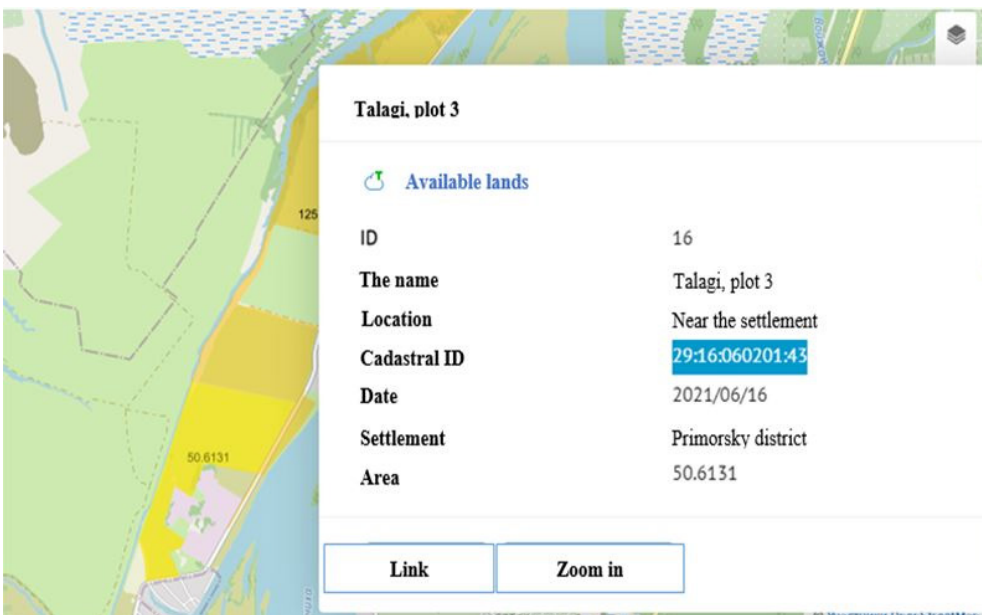 Talagi, plot 3
Available lands
125
ID 16
The name Talagi, plot 3
Location Near the settlement
Cadastral ID 29:16:060201:43
Date 2021/06/16
Settlement Primorsky district
50.6131
Area 50.6131
Link Zoom in